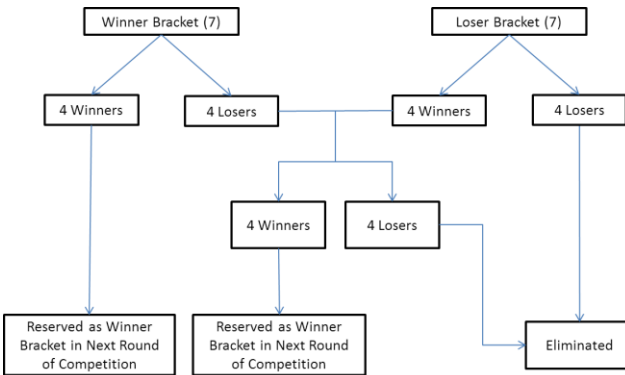 Winner Bracket (7)
Loser Bracket (7)
4 Winners
4 Losers
4 Winners
4 Losers
4 Winners
4 Losers
Reserved as Winner
Bracket in Next Round
of Competition
Reserved as Winner
Bracket in Next Round
of Competition
Eliminated